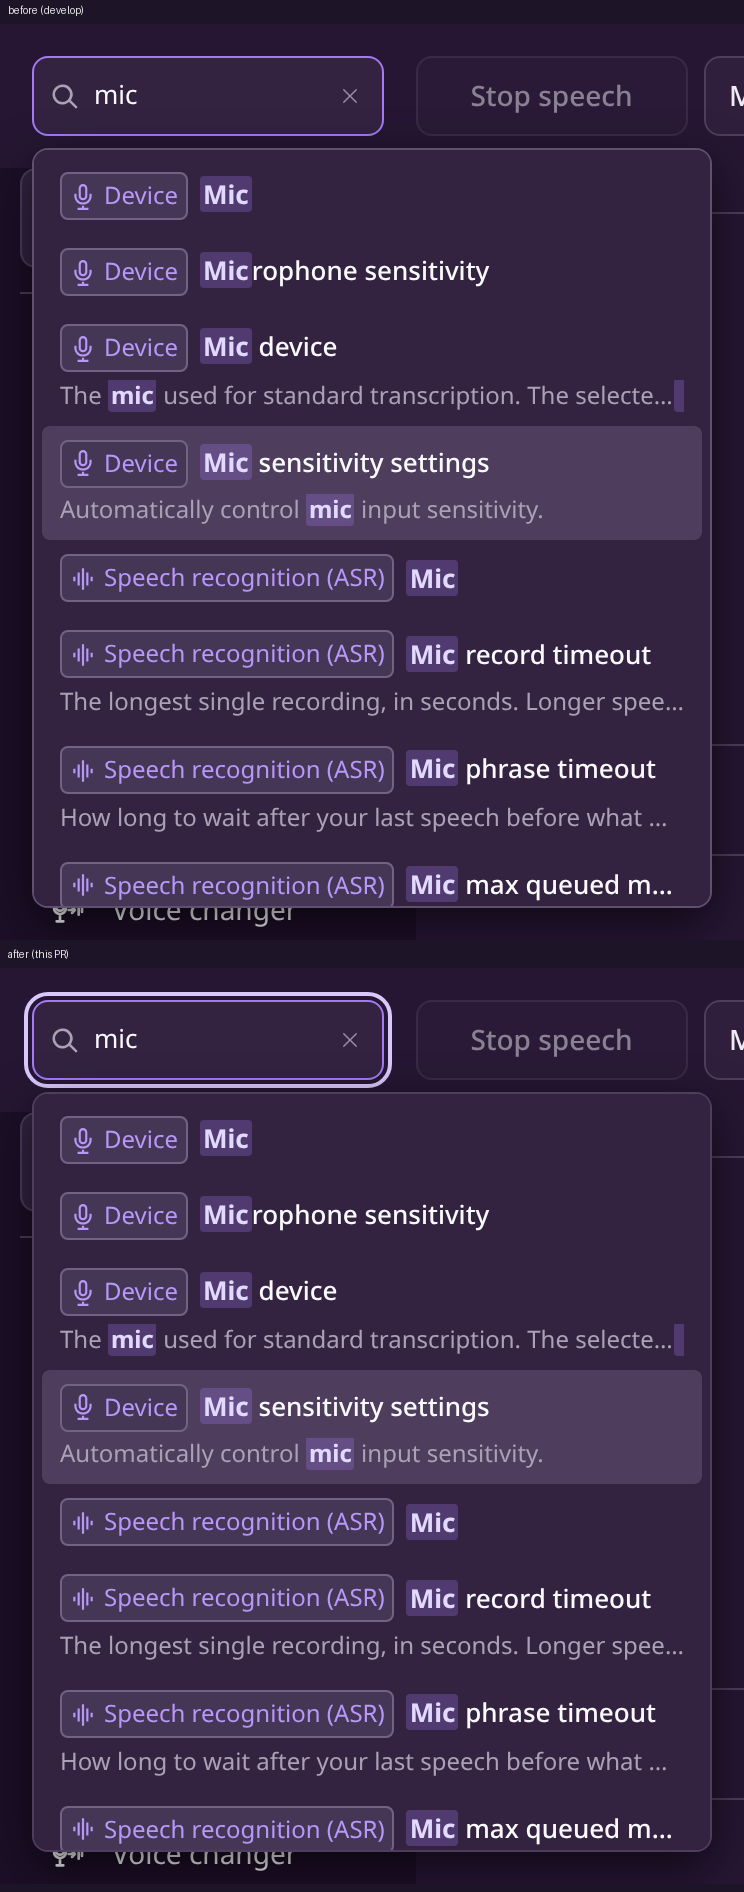 before (develop)
mic
Stop speech
M
Device Mic
Device Microphone sensitivity
Device Mic device
The mic used for standard transcription. The selecte...
Device Mic sensitivity settings
Automatically control mic input sensitivity.
Speech recognition (ASR) Mic
Speech recognition (ASR) Mic record timeout
The longest single recording, in seconds. Longer spee...
Speech recognition (ASR) Mic phrase timeout
How long to wait after your last speech before what ...
Speech recognition (ASR) Mic max queued m...
Voice changer
after (this PR)
mic
Stop speech
M
Device Mic
Device Microphone sensitivity
Device Mic device
The mic used for standard transcription. The selecte...
Device Mic sensitivity settings
Automatically control mic input sensitivity.
Speech recognition (ASR) Mic
Speech recognition (ASR) Mic record timeout
The longest single recording, in seconds. Longer spee...
Speech recognition (ASR) Mic phrase timeout
How long to wait after your last speech before what ...
Speech recognition (ASR) Mic max queued m...
Voice changer